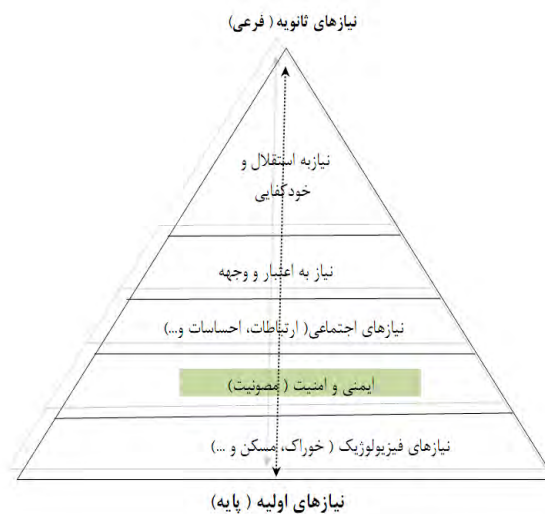 نیازهای ثانویه ( فرعی)
نیازبه استقلال و
خودکفایی
نیاز به اعتبار و وجهه
نیازهای اجتماعی( ارتباطات، احساسات و...)
ایمنی و امنیت ( مصونیت)
نیازهای فیزیولوژیک ( خوراک، مسکن و ...)
نیازهای اولیه ( پایه)